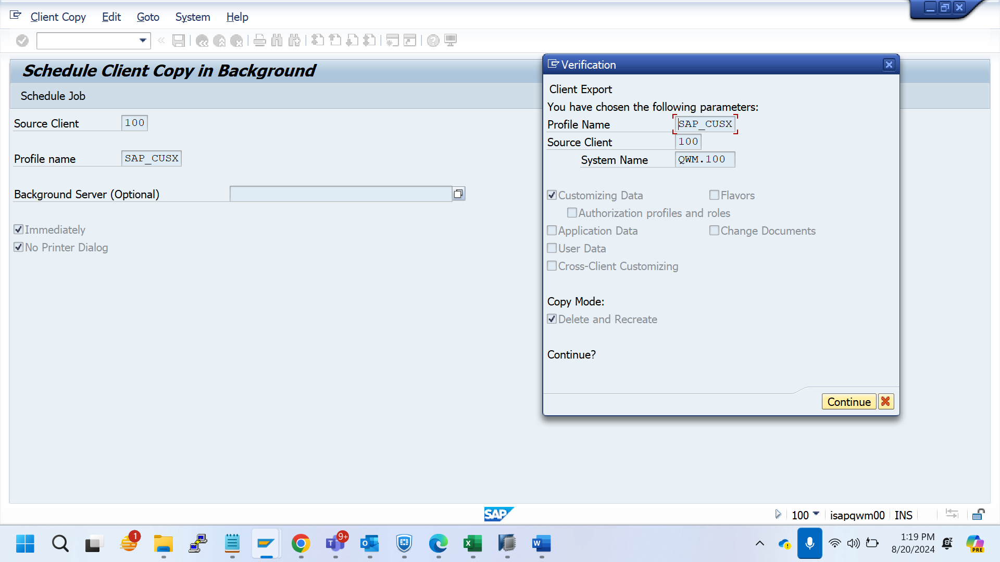 Client Copy Edit Goto System Help
Schedule Client Copy in Background
Schedule Job
Source Client 100
Profile name SAP_CUSX
Background Server (Optional)
Immediately
No Printer Dialog
Verification
Client Export
You have chosen the following parameters:
Profile Name SAP_CUSX
Source Client 100
System Name QWM.100
Customizing Data Flavors
Authorization profiles and roles
Application Data Change Documents
User Data
Cross-Client Customizing
Copy Mode:
Delete and Recreate
Continue?
Continue
SAP 100 isapqwm00 INS
1 9+ 1:19 PM
8/20/2024
PRE